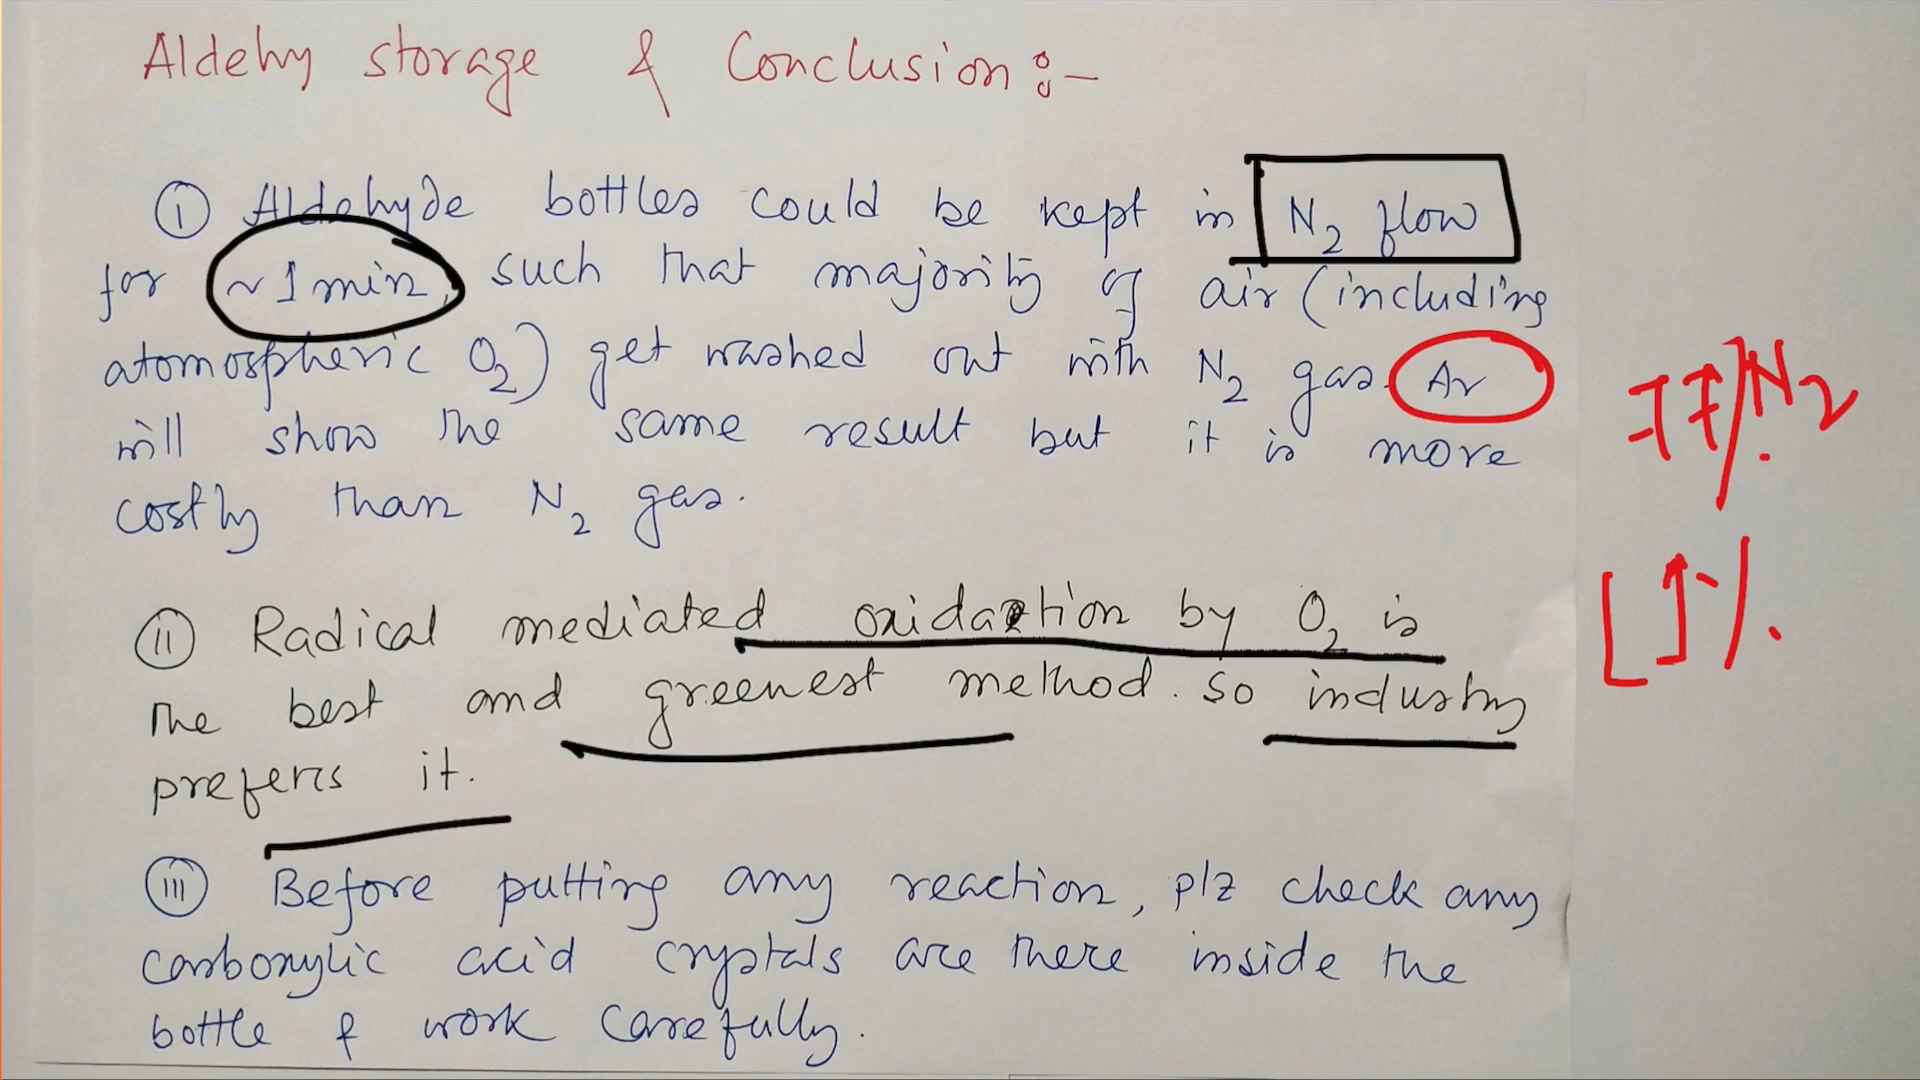 Aldehy storage & Conclusion:-
(i) Aldehyde bottles could be kept in N2 flow
for ~1 min, such that majority of air (including
atomospheric O2) get washed out with N2 gas. Ar
will show the same result but it is more
costly than N2 gas.
(ii) Radical mediated oxidation by O2 is
the best and greenest method. so industry
prefers it.
(iii) Before putting any reaction, plz check any
carboxylic acid crystals are there inside the
bottle & work carefully.
N2